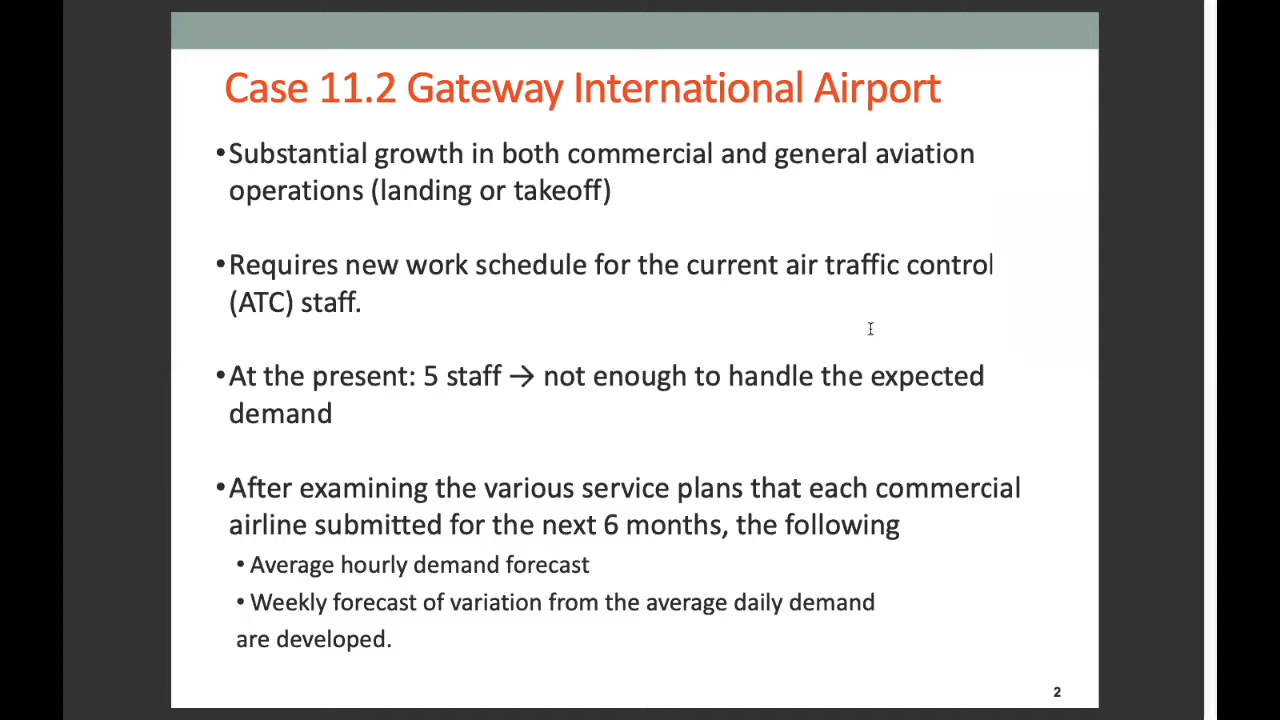 Case 11.2 Gateway International Airport
•Substantial growth in both commercial and general aviation
operations (landing or takeoff)
•Requires new work schedule for the current air traffic control
(ATC) staff.
•At the present: 5 staff → not enough to handle the expected
demand
•After examining the various service plans that each commercial
airline submitted for the next 6 months, the following
• Average hourly demand forecast
• Weekly forecast of variation from the average daily demand
are developed.
2